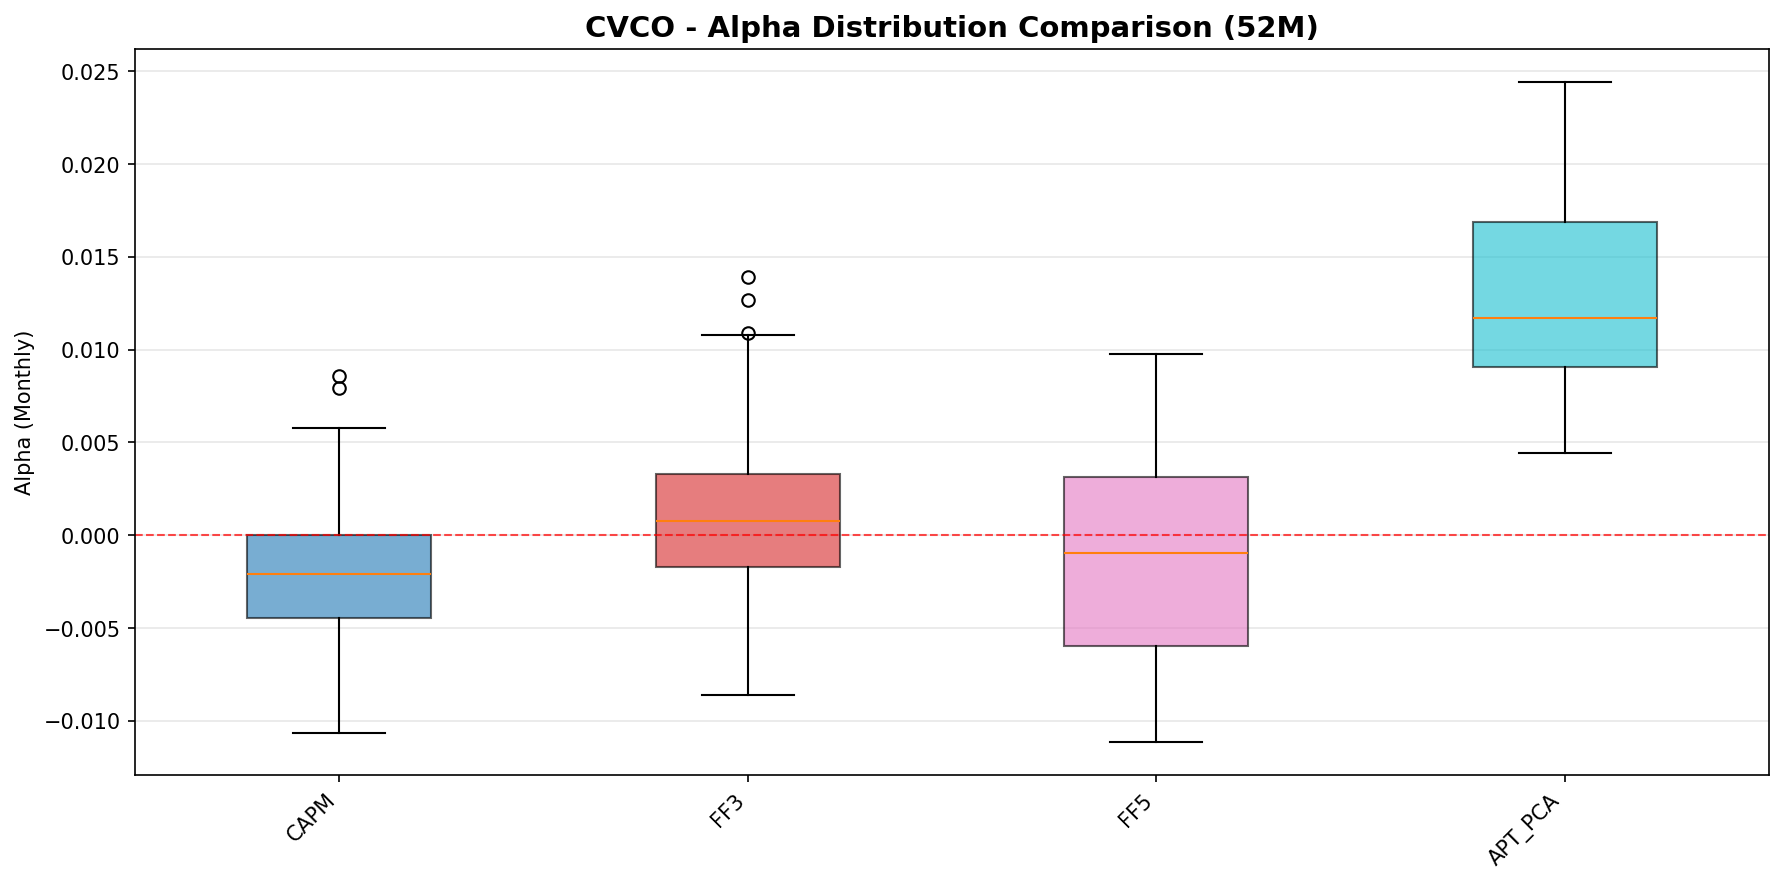 CVCO - Alpha Distribution Comparison (52M)
Alpha (Monthly)
0.025
0.020
0.015
0.010
0.005
0.000
−0.005
−0.010
CAPM
FF3
FF5
APT_PCA